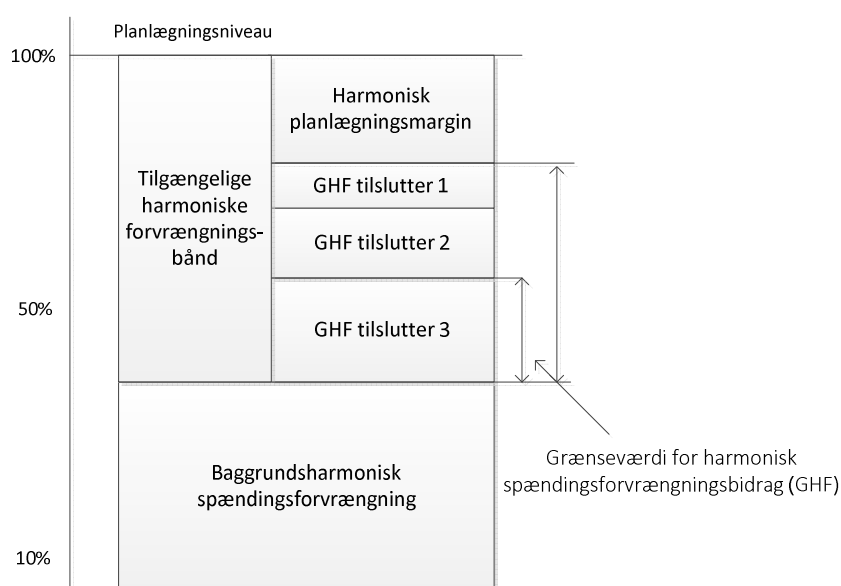 Planlægningsniveau
100%
Harmonisk
planlægningsmargin
Tilgængelige
harmoniske
forvrængnings-
bånd
GHF tilslutter 1
GHF tilslutter 2
50%
GHF tilslutter 3
Grænseværdi for harmonisk
spændingsforvrængningsbidrag (GHF)
Baggrundsharmonisk
spændingsforvrængning
10%